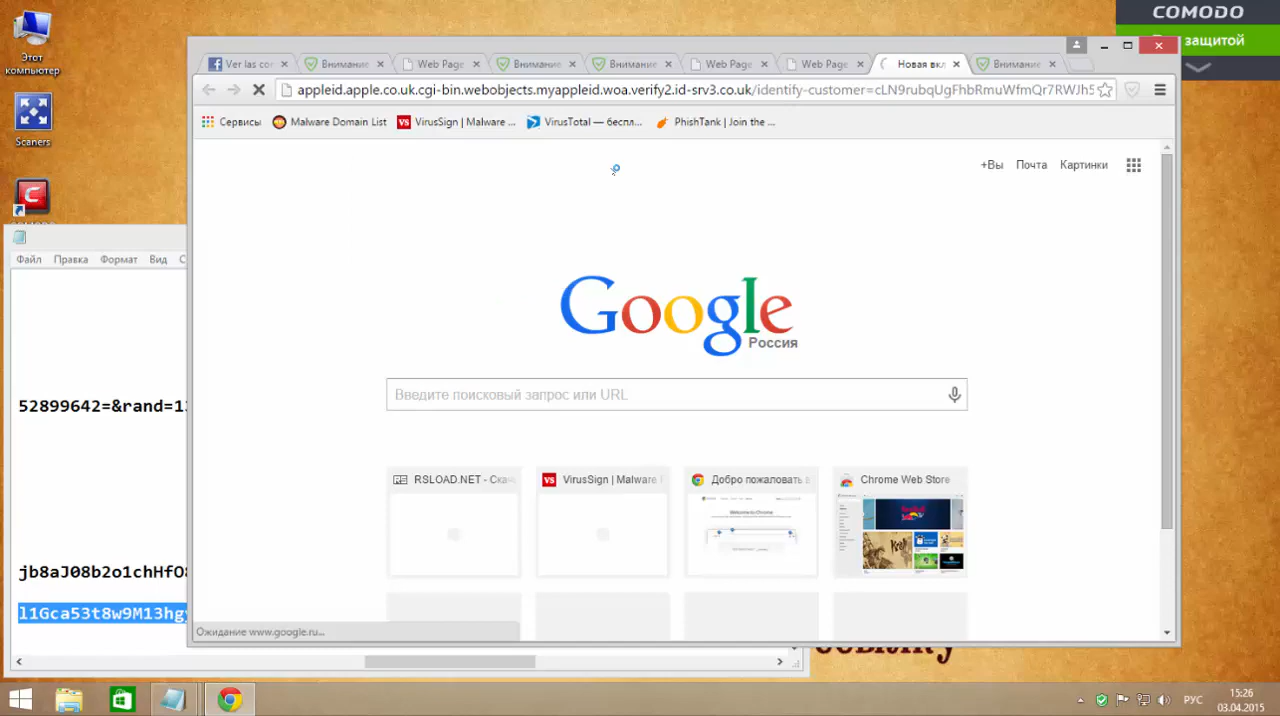 COMODO
защитой
Этот
компьютер
Scaners
Ver las co
Внимание
Web Page
Внимание
Внимание
Web Page
Web Page
Новая вкл
Внимание
appleid.apple.co.uk.cgi-bin.webobjects.myappleid.woa.verify2.id-srv3.co.uk/identify-customer=cLN9rubqUgFhbRmuWfmQr7RWJh5
Сервисы
Malware Domain List
VirusSign | Malware ...
VirusTotal — беспл...
PhishTank | Join the ...
+Вы Почта Картинки
Google
Россия
Введите поисковый запрос или URL
RSLOAD.NET - Ска
VirusSign | Malware
Добро пожаловать в
Chrome Web Store
Ожидание www.google.ru...
Файл Правка Формат Вид С
52899642=&rand=1
jb8aJ08b2o1chHfO
l1Gca53t8w9M13hg
РУС
15:26
03.04.2015